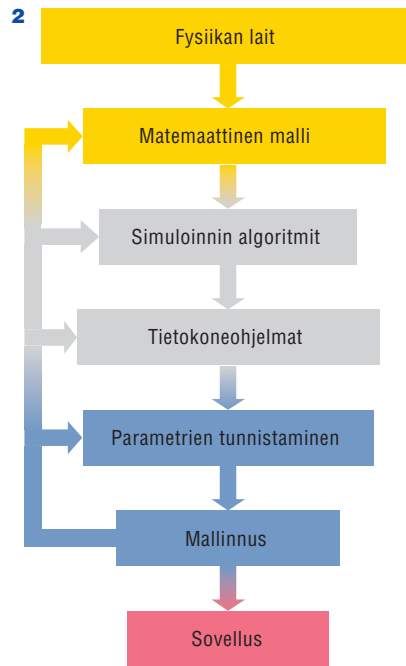 2
Fysiikan lait
Matemaattinen malli
Simuloinnin algoritmit
Tietokoneohjelmat
Parametrien tunnistaminen
Mallinnus
Sovellus